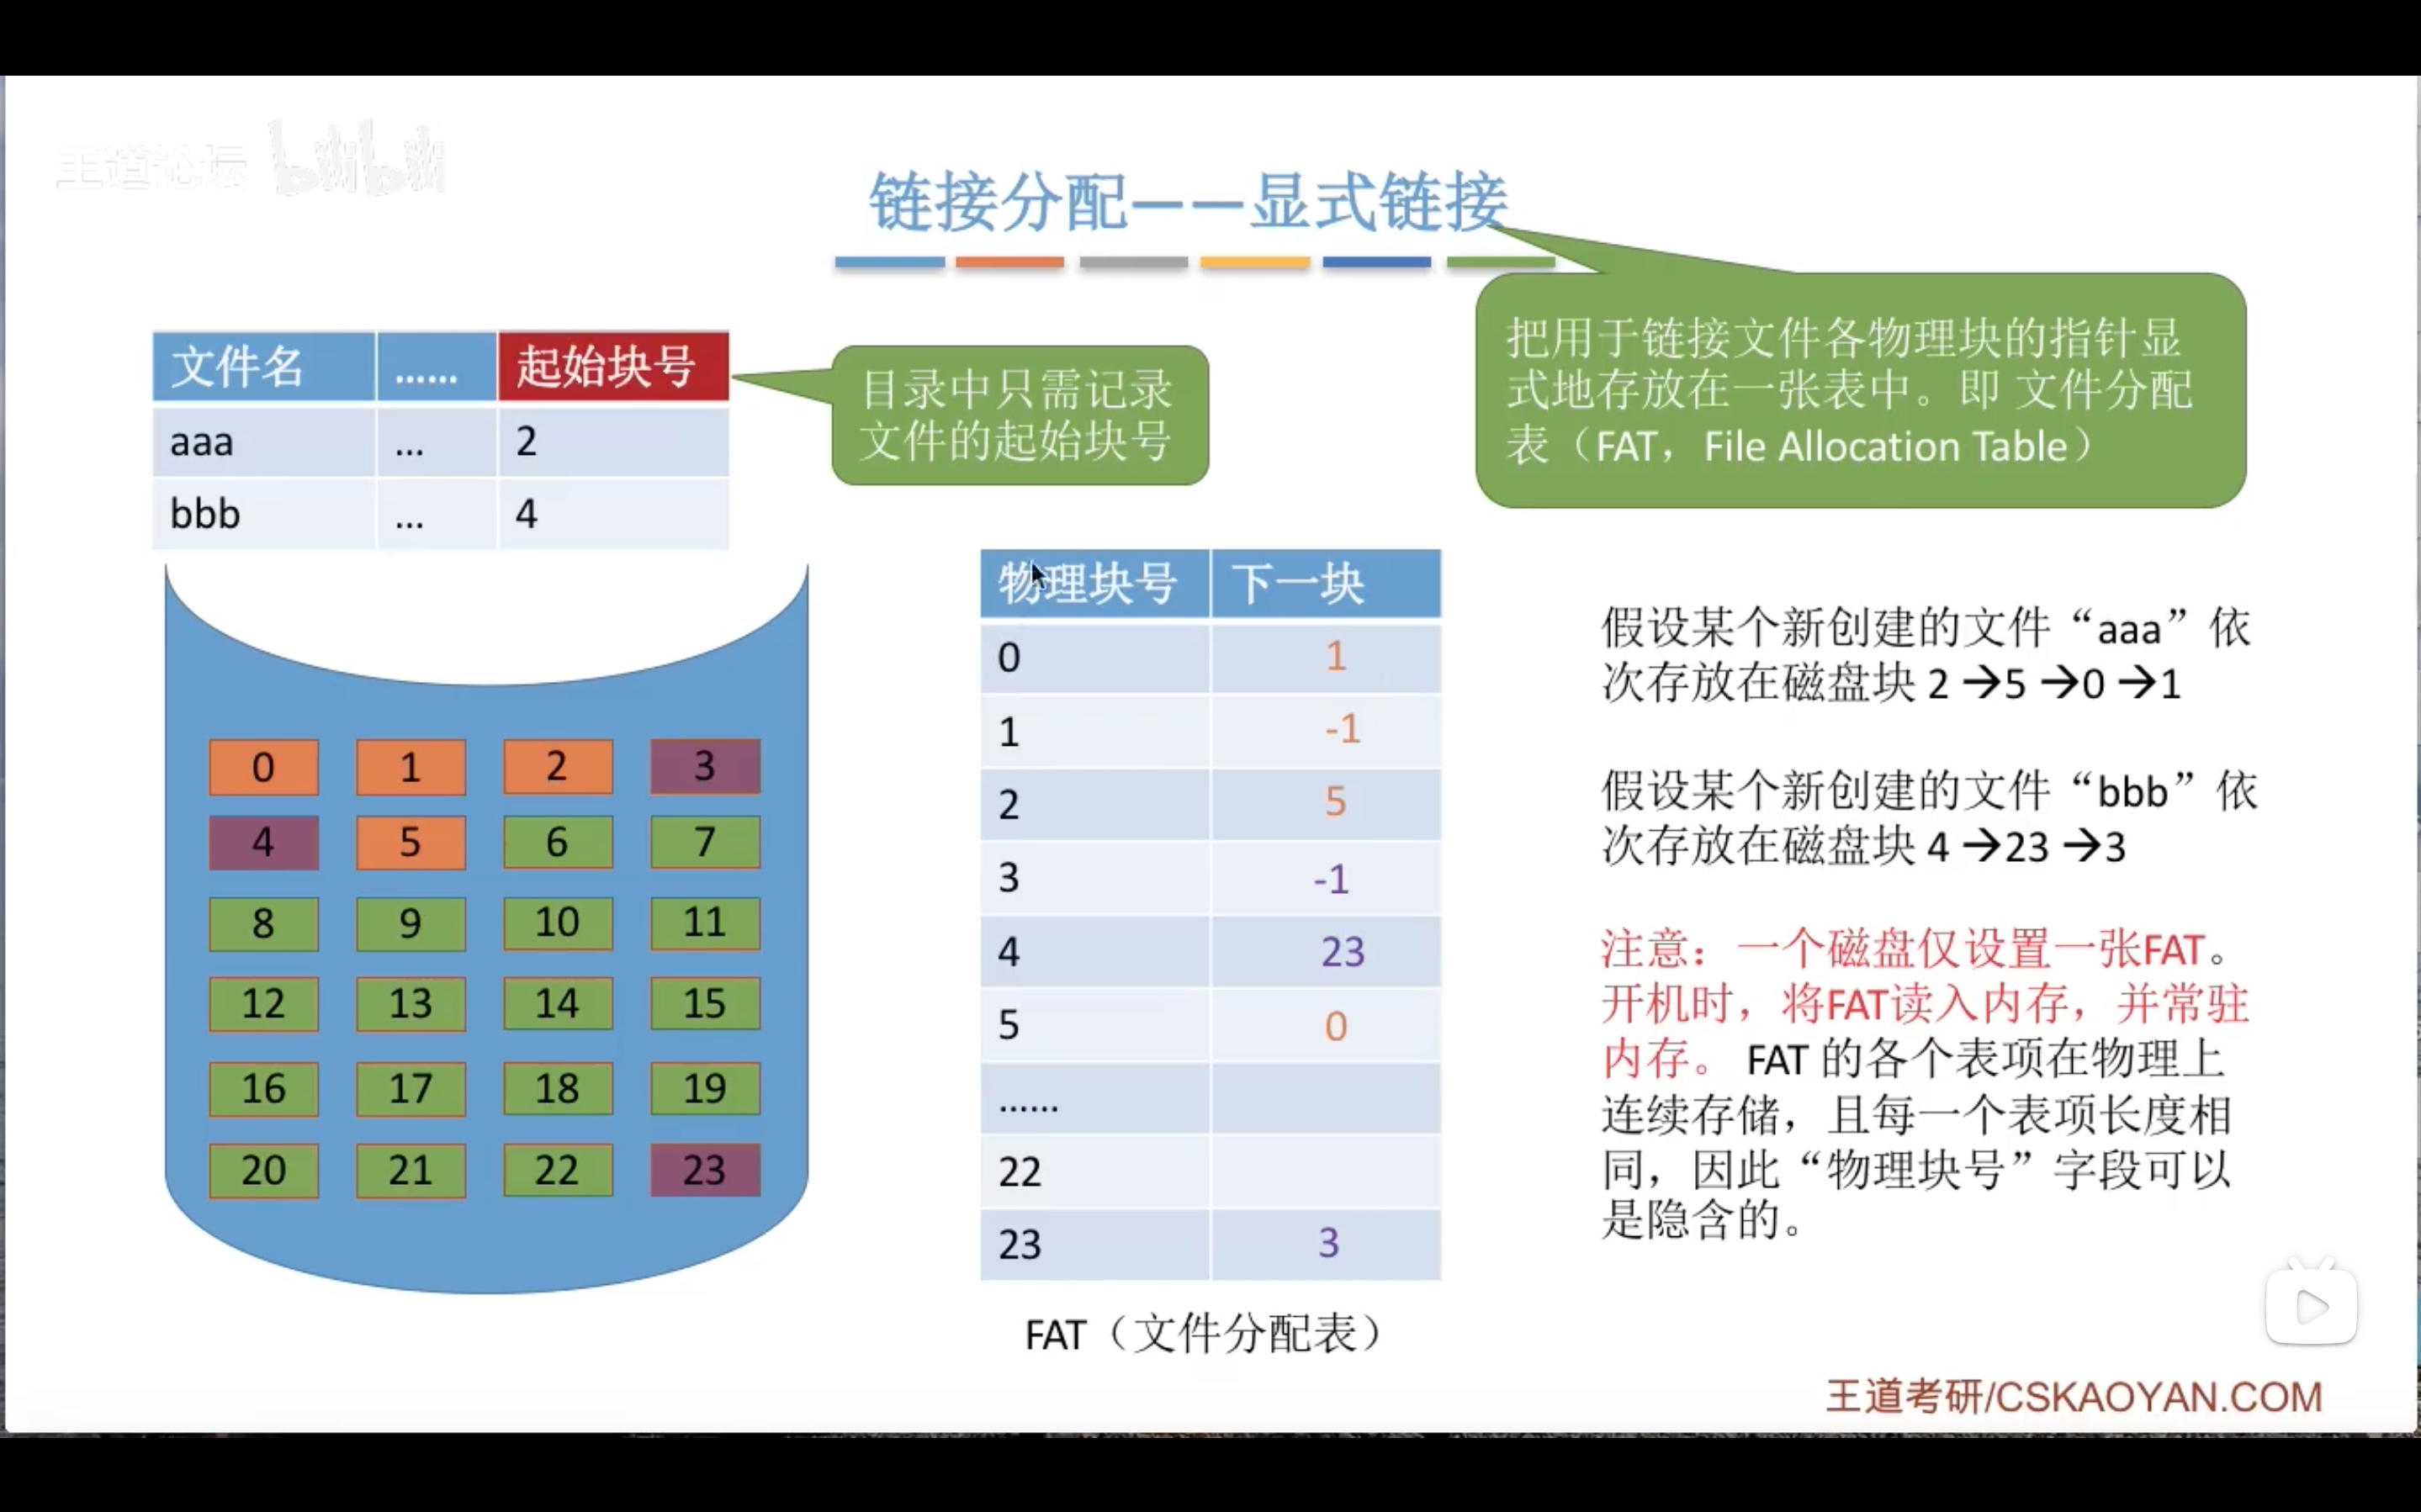 王道论坛 bilibili
链接分配——显式链接
把用于链接文件各物理块的指针显
式地存放在一张表中。即 文件分配
表（FAT，File Allocation Table）
文件名 …… 起始块号
aaa … 2
bbb … 4
目录中只需记录
文件的起始块号
0 1 2 3
4 5 6 7
8 9 10 11
12 13 14 15
16 17 18 19
20 21 22 23
物理块号 下一块
0 1
1 -1
2 5
3 -1
4 23
5 0
……
22
23 3
FAT（文件分配表）
假设某个新创建的文件“aaa”依
次存放在磁盘块 2 →5 →0 →1
假设某个新创建的文件“bbb”依
次存放在磁盘块 4 →23 →3
注意：一个磁盘仅设置一张FAT。
开机时，将FAT读入内存，并常驻
内存。 FAT 的各个表项在物理上
连续存储，且每一个表项长度相
同，因此“物理块号”字段可以
是隐含的。
王道考研/CSKAOYAN.COM